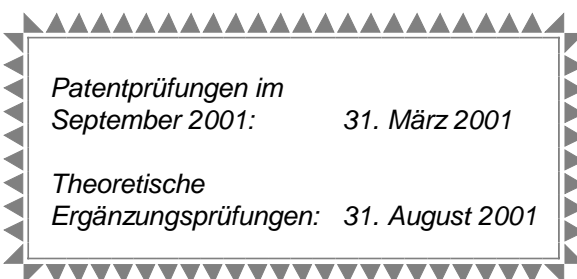 Patentprüfungen im
September 2001: 31. März 2001
Theoretische
Ergänzungsprüfungen: 31. August 2001